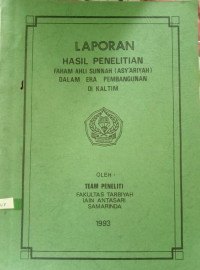 LAPORAN
HASIL PENELITIAN
FAHAM AHLI SUNNAH (ASY'ARIYAH)
DALAM ERA PEMBANGUNAN
DI KALTIM
OLEH :
TEAM PENELITI
FAKULTAS TARBIYAH
IAIN ANTASARI
SAMARINDA
1993